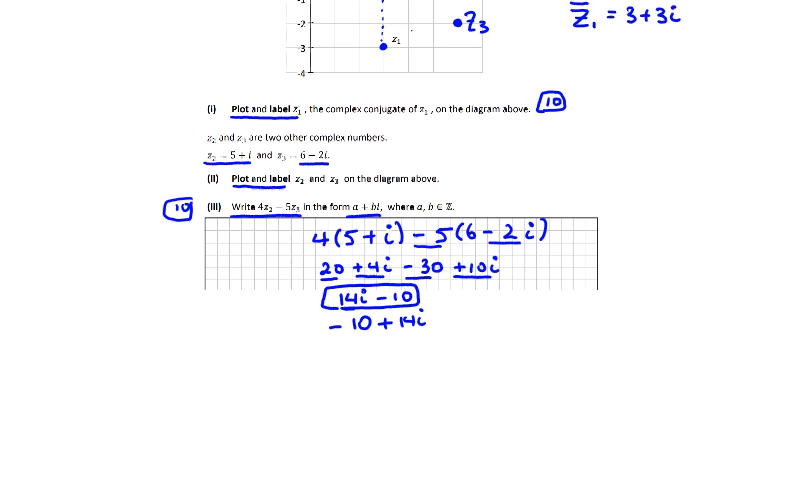 -1
-2
-3
-4
z₁
Z3
z̅₁ = 3+3i
(i) Plot and label z̅₁ , the complex conjugate of z₁ , on the diagram above.
10
z₂ and z₃ are two other complex numbers.
z₂ = 5 + i and z₃ = 6 − 2i.
(ii) Plot and label z₂ and z₃ on the diagram above.
10
(iii) Write 4z₂ − 5z₃ in the form a + bi, where a, b ∈ ℤ.
4(5+i) − 5(6−2i)
20 +4i −30 +10i
14i − 10
− 10 + 14i